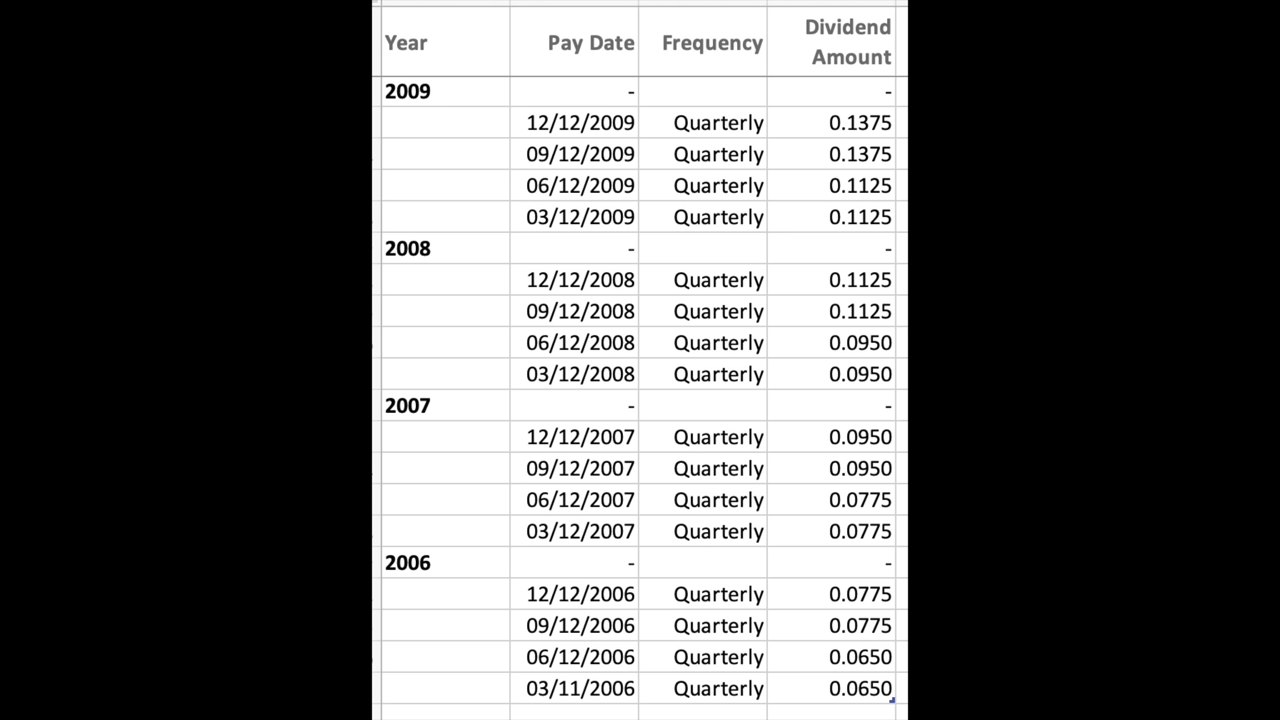 Year Pay Date Frequency Dividend Amount
2009 - -
12/12/2009 Quarterly 0.1375
09/12/2009 Quarterly 0.1375
06/12/2009 Quarterly 0.1125
03/12/2009 Quarterly 0.1125
2008 - -
12/12/2008 Quarterly 0.1125
09/12/2008 Quarterly 0.1125
06/12/2008 Quarterly 0.0950
03/12/2008 Quarterly 0.0950
2007 - -
12/12/2007 Quarterly 0.0950
09/12/2007 Quarterly 0.0950
06/12/2007 Quarterly 0.0775
03/12/2007 Quarterly 0.0775
2006 - -
12/12/2006 Quarterly 0.0775
09/12/2006 Quarterly 0.0775
06/12/2006 Quarterly 0.0650
03/11/2006 Quarterly 0.0650